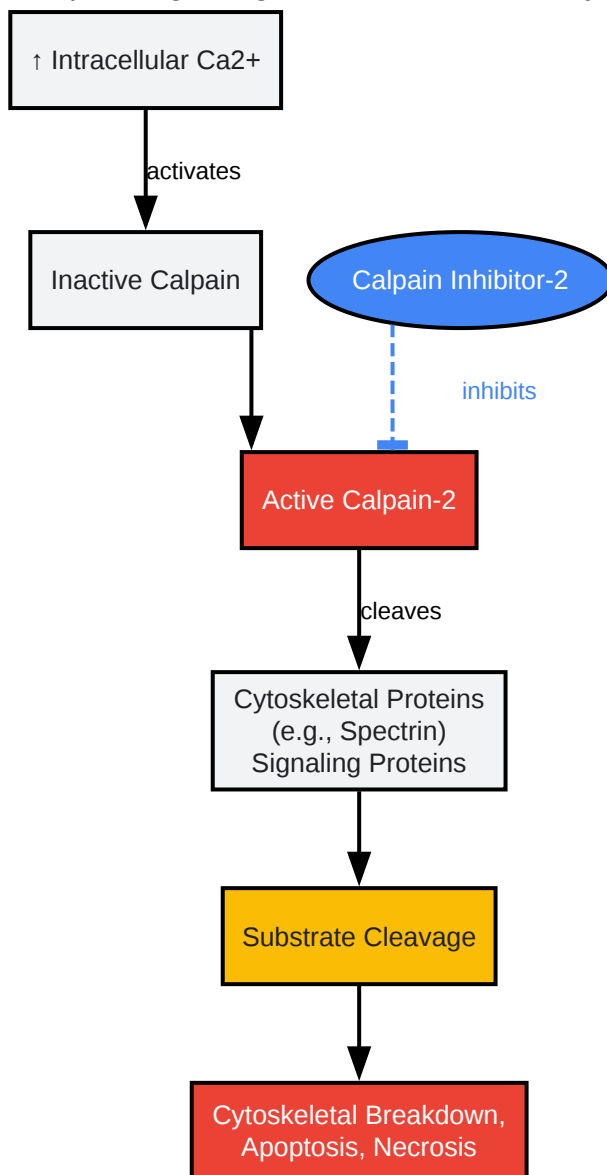 ↑ Intracellular Ca2+
activates
Inactive Calpain
Calpain Inhibitor-2
inhibits
Active Calpain-2
cleaves
Cytoskeletal Proteins
(e.g., Spectrin)
Signaling Proteins
Substrate Cleavage
Cytoskeletal Breakdown,
Apoptosis, Necrosis